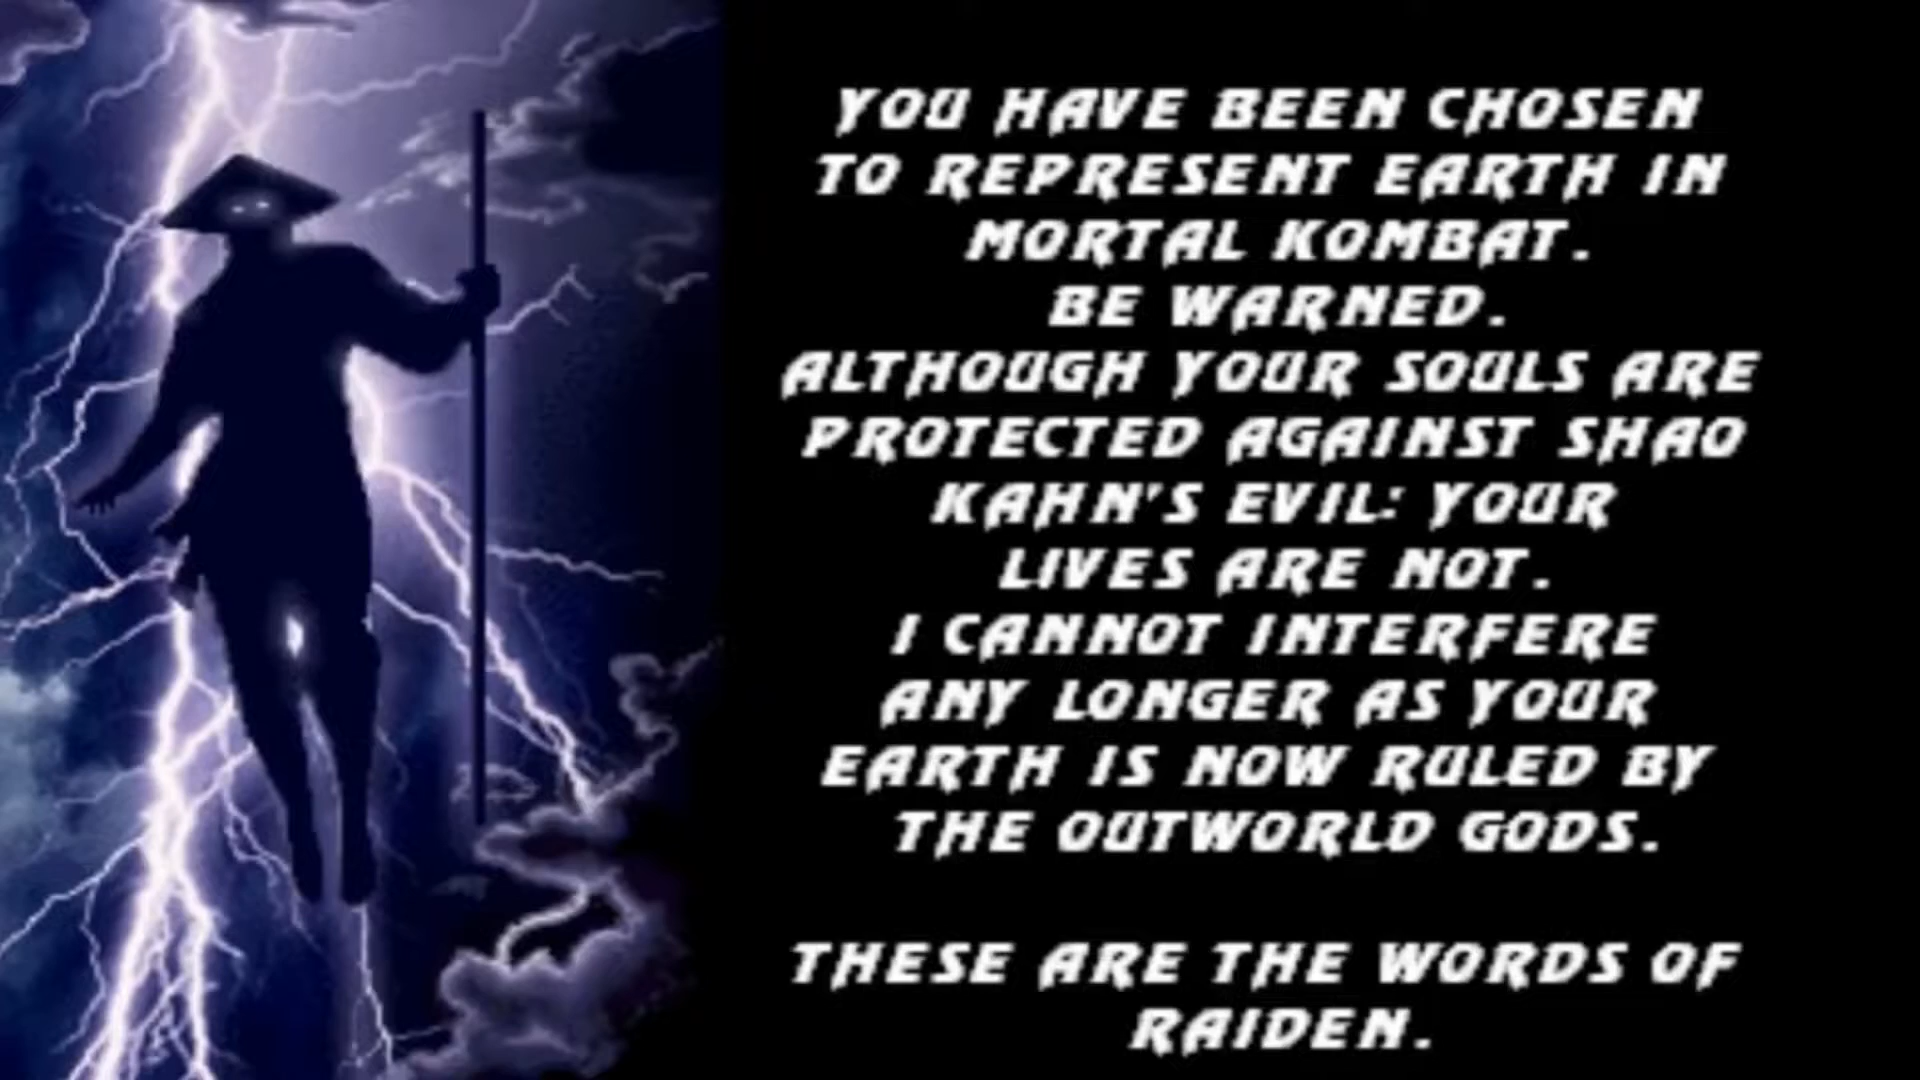 YOU HAVE BEEN CHOSEN
TO REPRESENT EARTH IN
MORTAL KOMBAT.
BE WARNED.
ALTHOUGH YOUR SOULS ARE
PROTECTED AGAINST SHAO
KAHN'S EVIL: YOUR
LIVES ARE NOT.
I CANNOT INTERFERE
ANY LONGER AS YOUR
EARTH IS NOW RULED BY
THE OUTWORLD GODS.
THESE ARE THE WORDS OF
RAIDEN.